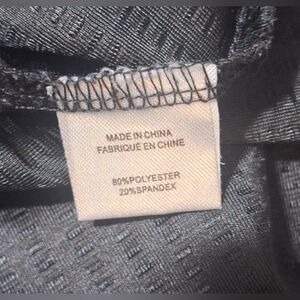 MADE IN CHINA
FABRIQUÉ EN CHINE
80%POLYESTER
20%SPANDEX